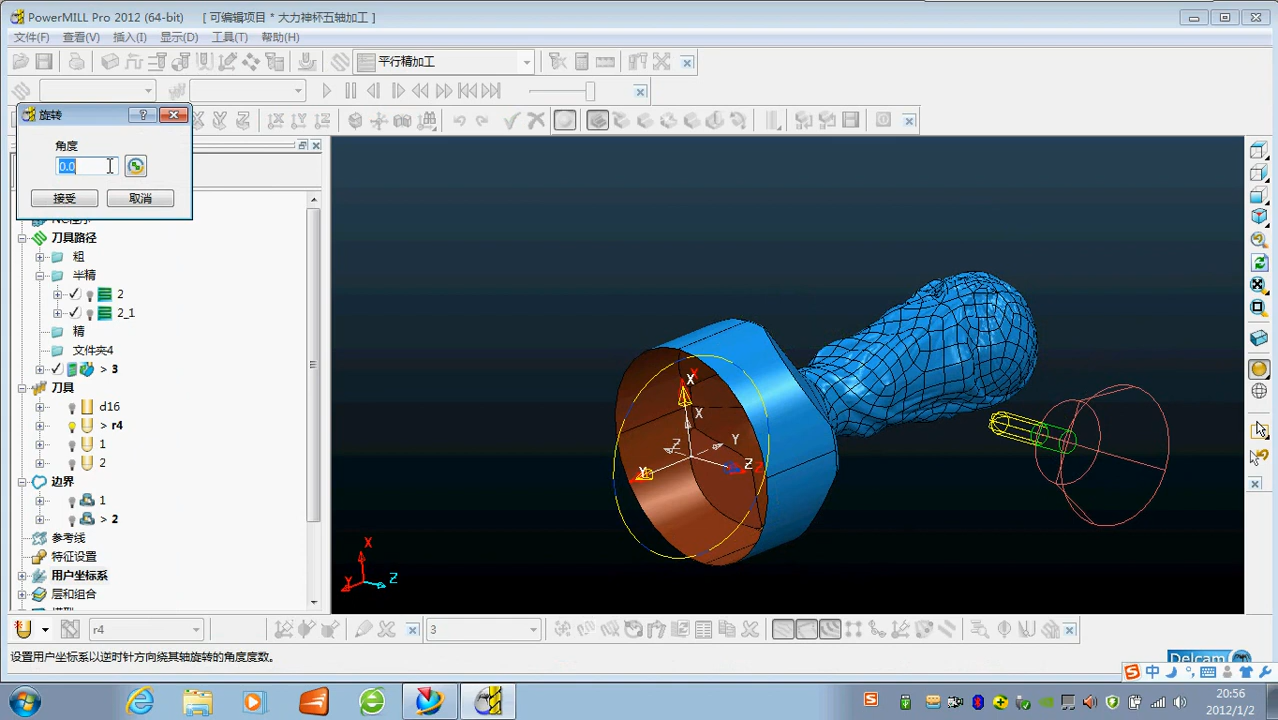 PowerMILL Pro 2012 (64-bit) [ 可编辑项目 * 大力神杯五轴加工 ]
文件(F) 查看(V) 插入(I) 显示(D) 工具(T) 帮助(H)
平行精加工
旋转
角度
0.0
接受 取消
刀具路径
粗
半精
2
2_1
精
文件夹4
> 3
刀具
d16
> r4
1
2
边界
1
> 2
参考线
特征设置
用户坐标系
层和组合
X
X
X
Z
Y
Y
Z
X
Y
Z
r4
3
设置用户坐标系以逆时针方向绕其轴旋转的角度度数。
Delcam
中
20:56
2012/1/2